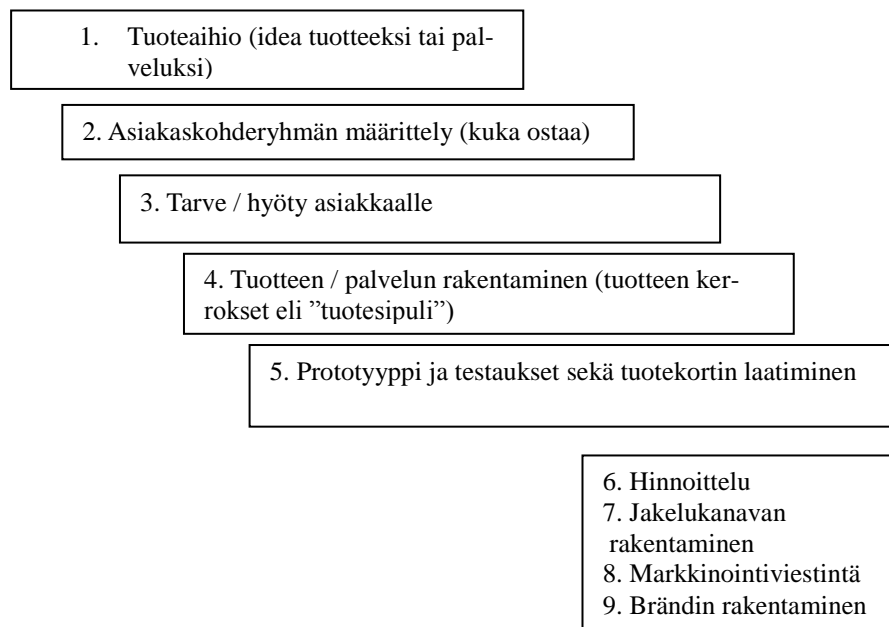 1. Tuoteaihio (idea tuotteeksi tai pal-
veluksi)
2. Asiakaskohderyhmän määrittely (kuka ostaa)
3. Tarve / hyöty asiakkaalle
4. Tuotteen / palvelun rakentaminen (tuotteen ker-
rokset eli ”tuotesipuli”)
5. Prototyyppi ja testaukset sekä tuotekortin laatiminen
6. Hinnoittelu
7. Jakelukanavan
rakentaminen
8. Markkinointiviestintä
9. Brändin rakentaminen